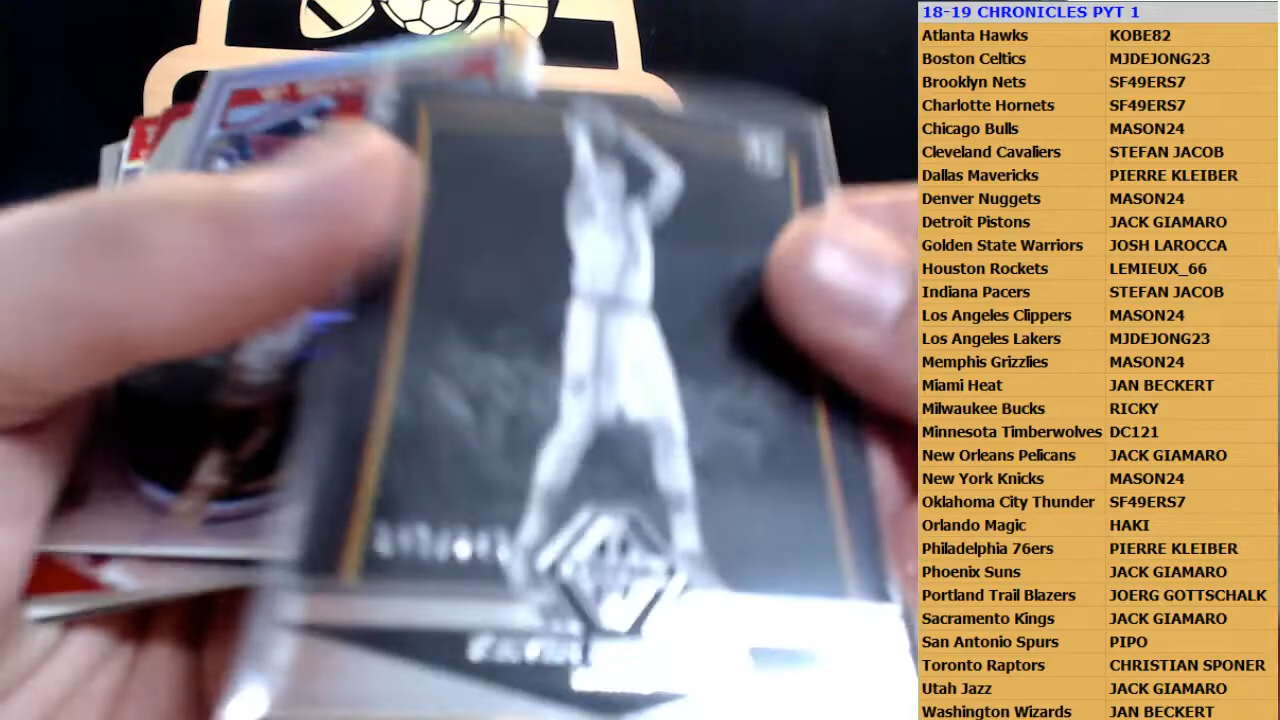 18-19 CHRONICLES PYT 1
Atlanta Hawks KOBE82
Boston Celtics MJDEJONG23
Brooklyn Nets SF49ERS7
Charlotte Hornets SF49ERS7
Chicago Bulls MASON24
Cleveland Cavaliers STEFAN JACOB
Dallas Mavericks PIERRE KLEIBER
Denver Nuggets MASON24
Detroit Pistons JACK GIAMARO
Golden State Warriors JOSH LAROCCA
Houston Rockets LEMIEUX_66
Indiana Pacers STEFAN JACOB
Los Angeles Clippers MASON24
Los Angeles Lakers MJDEJONG23
Memphis Grizzlies MASON24
Miami Heat JAN BECKERT
Milwaukee Bucks RICKY
Minnesota Timberwolves DC121
New Orleans Pelicans JACK GIAMARO
New York Knicks MASON24
Oklahoma City Thunder SF49ERS7
Orlando Magic HAKI
Philadelphia 76ers PIERRE KLEIBER
Phoenix Suns JACK GIAMARO
Portland Trail Blazers JOERG GOTTSCHALK
Sacramento Kings JACK GIAMARO
San Antonio Spurs PIPO
Toronto Raptors CHRISTIAN SPONER
Utah Jazz JACK GIAMARO
Washington Wizards JAN BECKERT